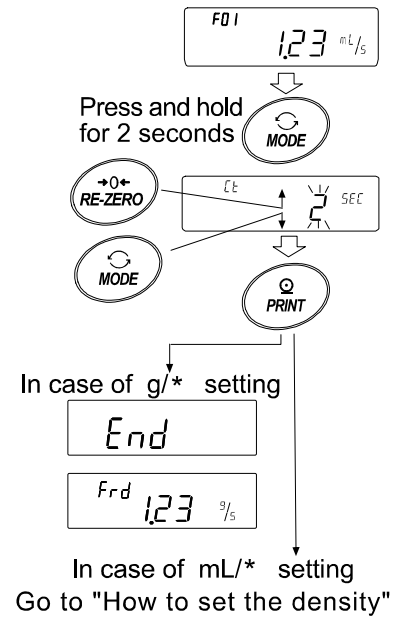 F01
1.23 mL/s
Press and hold
for 2 seconds
MODE
→0←
RE-ZERO
Ct 2 SEC
MODE
PRINT
In case of g/* setting
End
Frd
1.23 g/s
In case of mL/* setting
Go to "How to set the density"